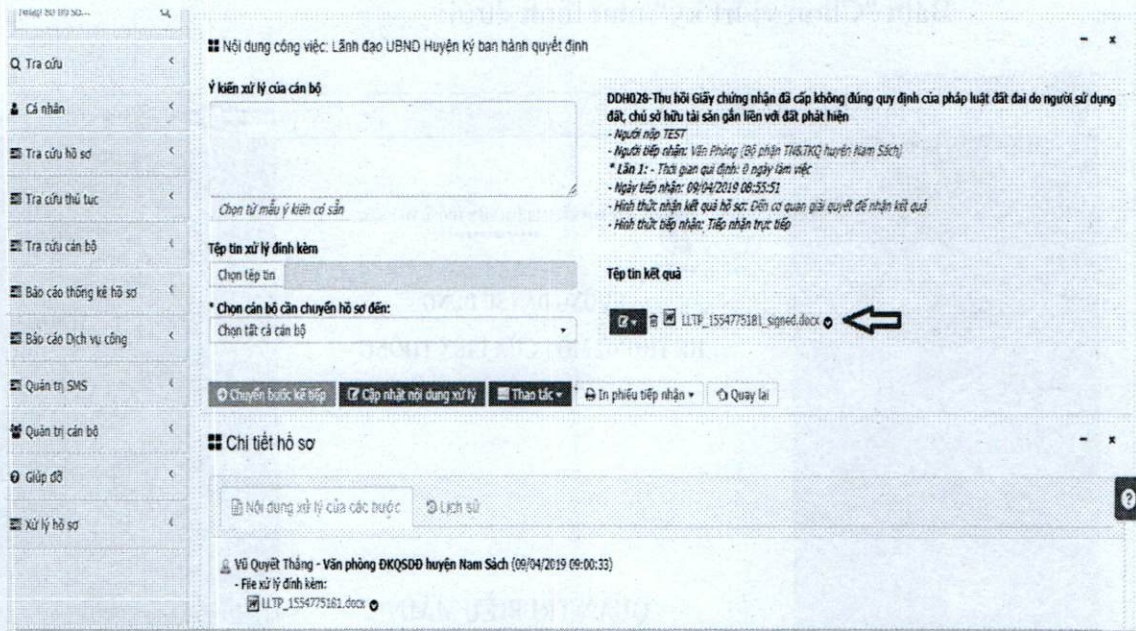 Nhập số hồ sơ...
Tra cứu
Cá nhân
Tra cứu hồ sơ
Tra cứu thủ tục
Tra cứu cán bộ
Báo cáo thống kê hồ sơ
Báo cáo Dịch vụ công
Quản trị SMS
Quản trị cán bộ
Giúp đỡ
Xử lý hồ sơ
Nội dung công việc: Lãnh đạo UBND Huyện ký ban hành quyết định
Ý kiến xử lý của cán bộ
Chọn từ mẫu ý kiến có sẵn
Tệp tin xử lý đính kèm
Chọn tệp tin
* Chọn cán bộ cần chuyển hồ sơ đến:
Chọn tất cả cán bộ
DDH028-Thu hồi Giấy chứng nhận đã cấp không đúng quy định của pháp luật đất đai do người sử dụng
đất, chủ sở hữu tài sản gắn liền với đất phát hiện
- Người nộp TEST
- Người tiếp nhận: Văn Phòng (Bộ phận TN&TKQ huyện Nam Sách)
* Lần 1: - Thời gian qui định: 0 ngày làm việc
- Ngày tiếp nhận: 09/04/2019 08:55:51
- Hình thức nhận kết quả hồ sơ: Đến cơ quan giải quyết để nhận kết quả
- Hình thức tiếp nhận: Tiếp nhận trực tiếp
Tệp tin kết quả
LLTP_1554775181_signed.docx
Chuyển bước kế tiếp Cập nhật nội dung xử lý Thao tác In phiếu tiếp nhận Quay lại
Chi tiết hồ sơ
Nội dung xử lý của các bước Lịch sử
Vũ Quyết Thắng - Văn phòng ĐKQSDĐ huyện Nam Sách (09/04/2019 09:00:33)
- File xử lý đính kèm:
LLTP_1554775181.docx